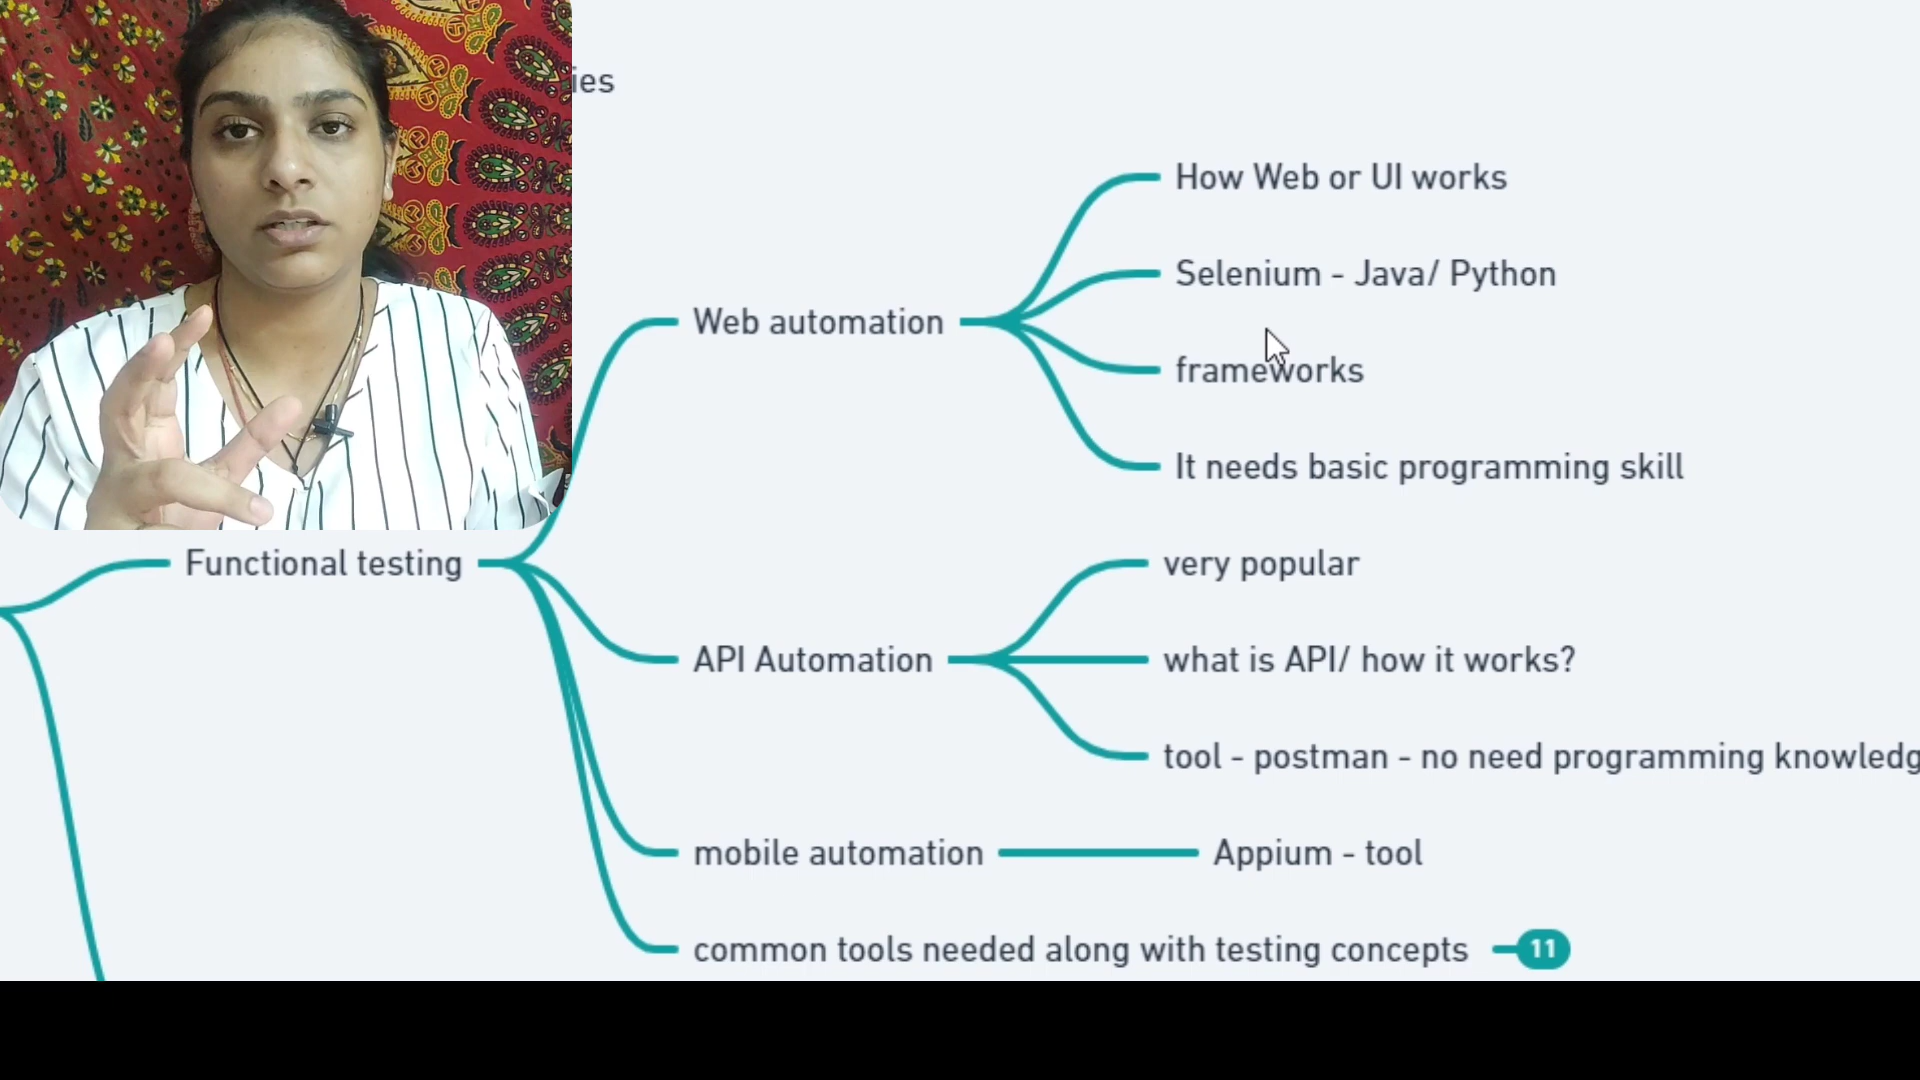 ies
How Web or UI works
Selenium - Java/ Python
Web automation
frameworks
It needs basic programming skill
Functional testing
very popular
API Automation
what is API/ how it works?
tool - postman - no need programming knowledg
mobile automation
Appium - tool
common tools needed along with testing concepts
11